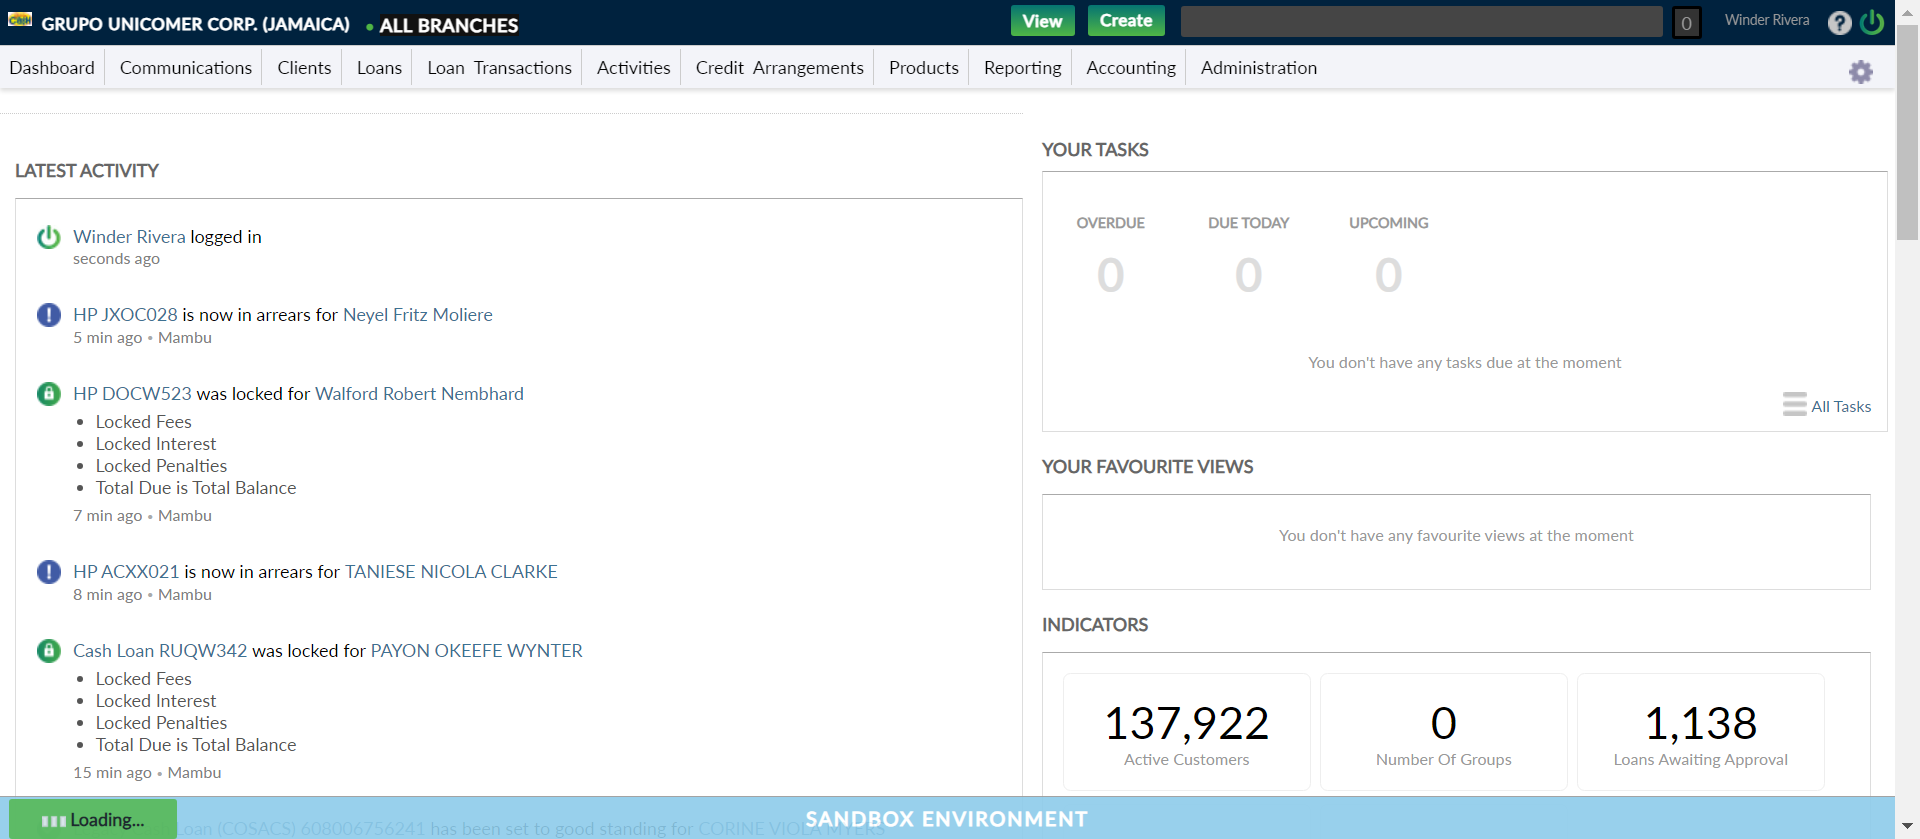 GRUPO UNICOMER CORP. (JAMAICA) • ALL BRANCHES
View Create 0 Winder Rivera ?
Dashboard Communications Clients Loans Loan Transactions Activities Credit Arrangements Products Reporting Accounting Administration
LATEST ACTIVITY
Winder Rivera logged in
seconds ago
HP JXOC028 is now in arrears for Neyel Fritz Moliere
5 min ago • Mambu
HP DOCW523 was locked for Walford Robert Nembhard
• Locked Fees
• Locked Interest
• Locked Penalties
• Total Due is Total Balance
7 min ago • Mambu
HP ACXX021 is now in arrears for TANIESE NICOLA CLARKE
8 min ago • Mambu
Cash Loan RUQW342 was locked for PAYON OKEEFE WYNTER
• Locked Fees
• Locked Interest
• Locked Penalties
• Total Due is Total Balance
15 min ago • Mambu
YOUR TASKS
OVERDUE DUE TODAY UPCOMING
0 0 0
You don't have any tasks due at the moment
All Tasks
YOUR FAVOURITE VIEWS
You don't have any favourite views at the moment
INDICATORS
137,922 0 1,138
Active Customers Number Of Groups Loans Awaiting Approval
Loading...
Loan (COSACS) 608006756241 has been set to good standing for CORINE VIOLA MYERS
SANDBOX ENVIRONMENT